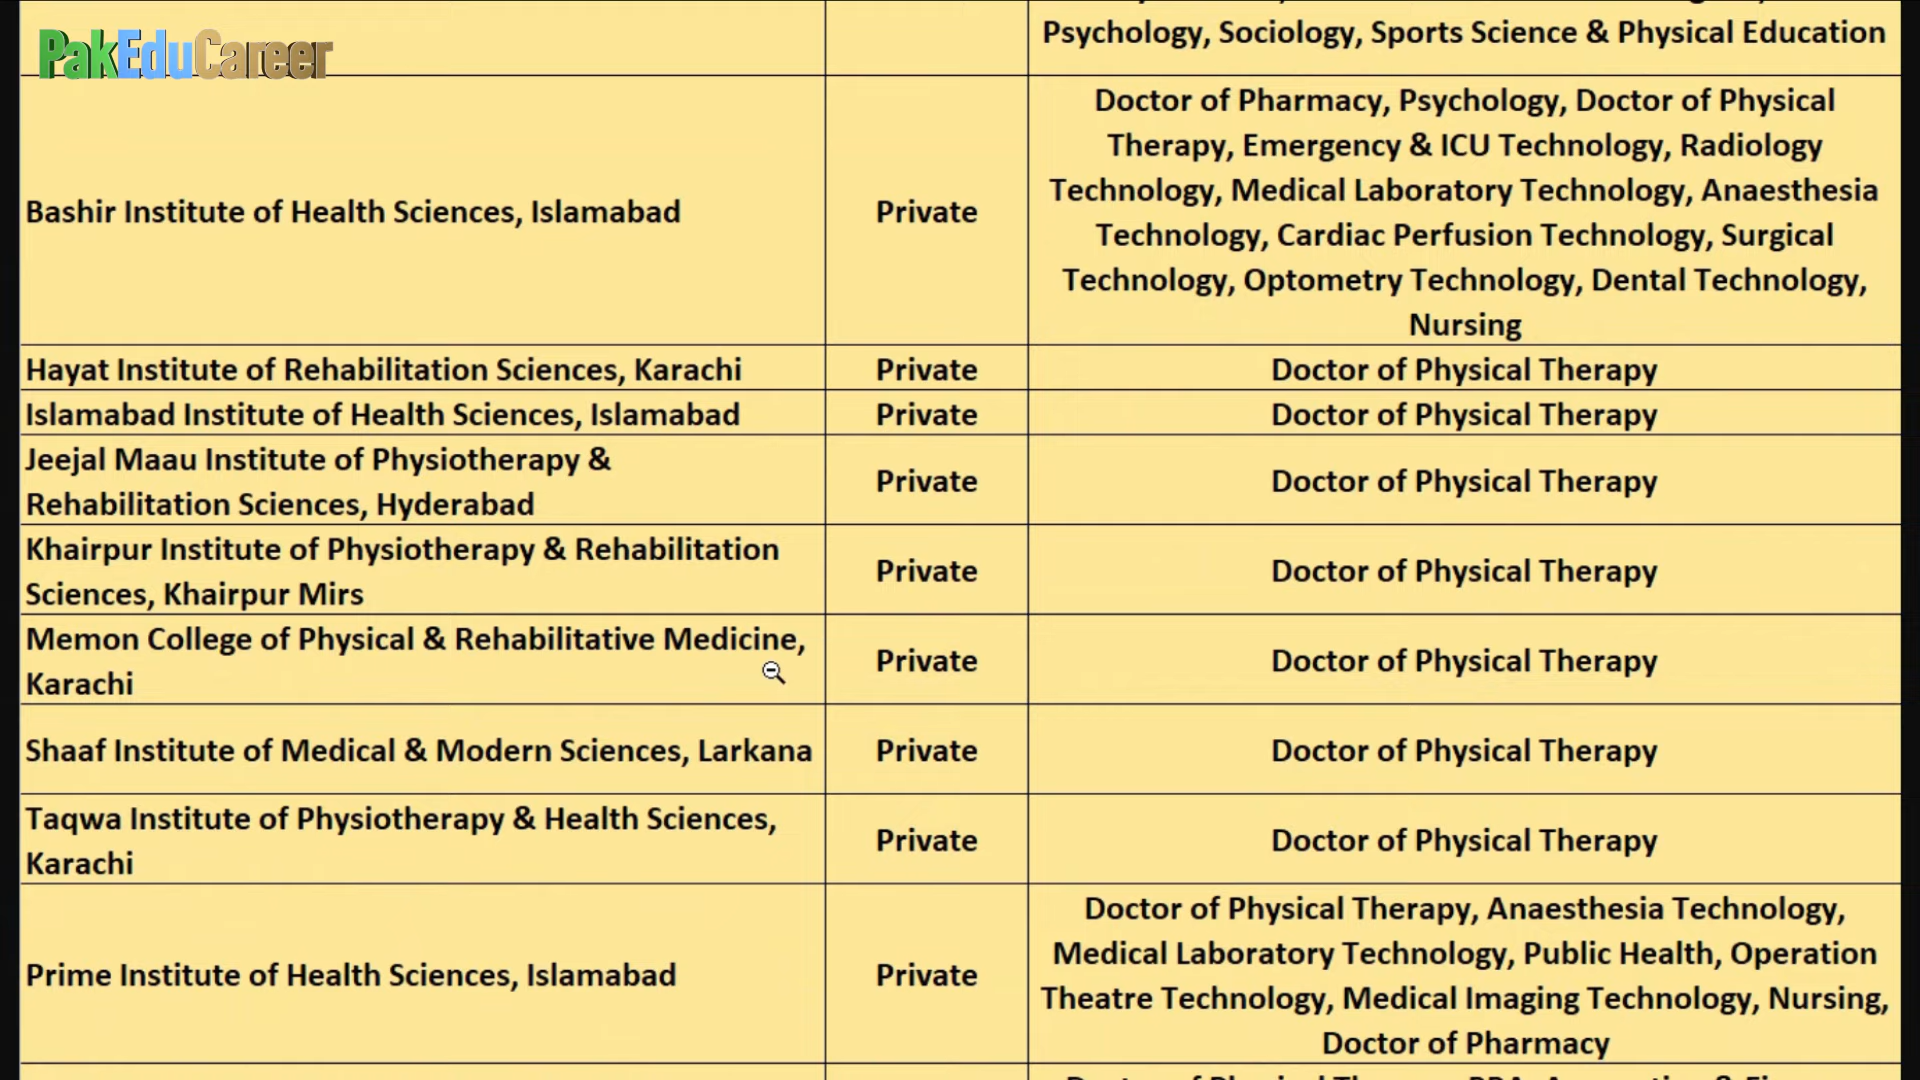 PakEduCareer
Psychology, Sociology, Sports Science & Physical Education
Bashir Institute of Health Sciences, Islamabad
Private
Doctor of Pharmacy, Psychology, Doctor of Physical
Therapy, Emergency & ICU Technology, Radiology
Technology, Medical Laboratory Technology, Anaesthesia
Technology, Cardiac Perfusion Technology, Surgical
Technology, Optometry Technology, Dental Technology,
Nursing
Hayat Institute of Rehabilitation Sciences, Karachi
Private
Doctor of Physical Therapy
Islamabad Institute of Health Sciences, Islamabad
Private
Doctor of Physical Therapy
Jeejal Maau Institute of Physiotherapy &
Rehabilitation Sciences, Hyderabad
Private
Doctor of Physical Therapy
Khairpur Institute of Physiotherapy & Rehabilitation
Sciences, Khairpur Mirs
Private
Doctor of Physical Therapy
Memon College of Physical & Rehabilitative Medicine,
Karachi
Private
Doctor of Physical Therapy
Shaaf Institute of Medical & Modern Sciences, Larkana
Private
Doctor of Physical Therapy
Taqwa Institute of Physiotherapy & Health Sciences,
Karachi
Private
Doctor of Physical Therapy
Prime Institute of Health Sciences, Islamabad
Private
Doctor of Physical Therapy, Anaesthesia Technology,
Medical Laboratory Technology, Public Health, Operation
Theatre Technology, Medical Imaging Technology, Nursing,
Doctor of Pharmacy